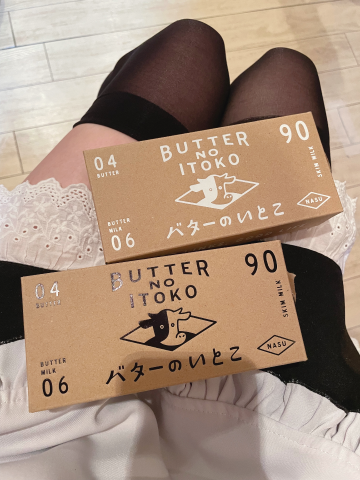 04
BUTTER
BUTTER
NO
ITOKO
90
SKIM MILK
BUTTER
MILK
06
バターのいとこ
NASU
04
BUTTER
BUTTER
NO
ITOKO
90
SKIM MILK
BUTTER
MILK
06
バターのいとこ
NASU